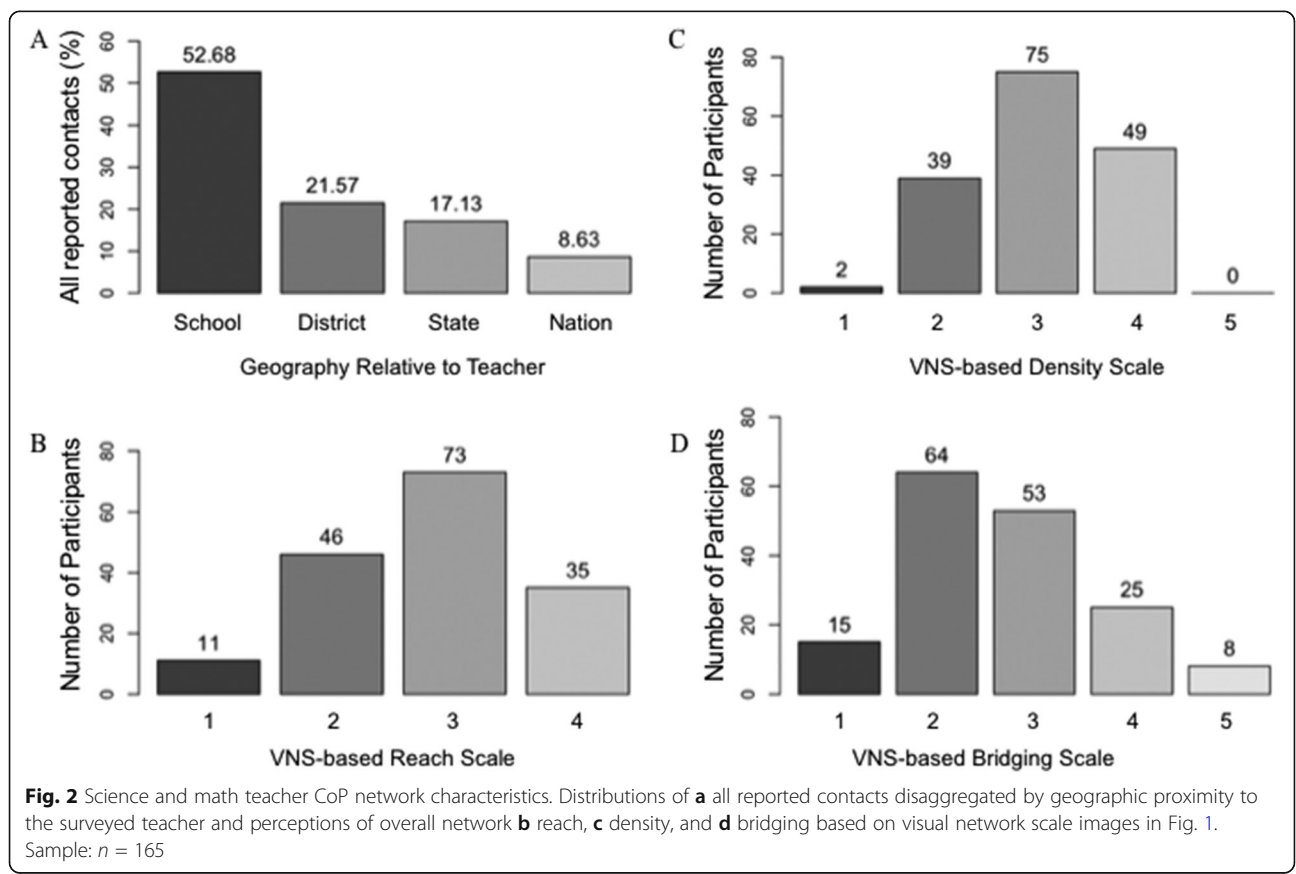 A
All reported contacts (%)
0
10
20
30
40
50
60
52.68
21.57
17.13
8.63
School
District
State
Nation
Geography Relative to Teacher
C
Number of Participants
0
20
40
60
80
2
39
75
49
0
1
2
3
4
5
VNS-based Density Scale
B
Number of Participants
0
20
40
60
80
11
46
73
35
1
2
3
4
VNS-based Reach Scale
D
Number of Participants
0
20
40
60
80
15
64
53
25
8
1
2
3
4
5
VNS-based Bridging Scale
Fig. 2 Science and math teacher CoP network characteristics. Distributions of a all reported contacts disaggregated by geographic proximity to
the surveyed teacher and perceptions of overall network b reach, c density, and d bridging based on visual network scale images in Fig. 1.
Sample: n = 165